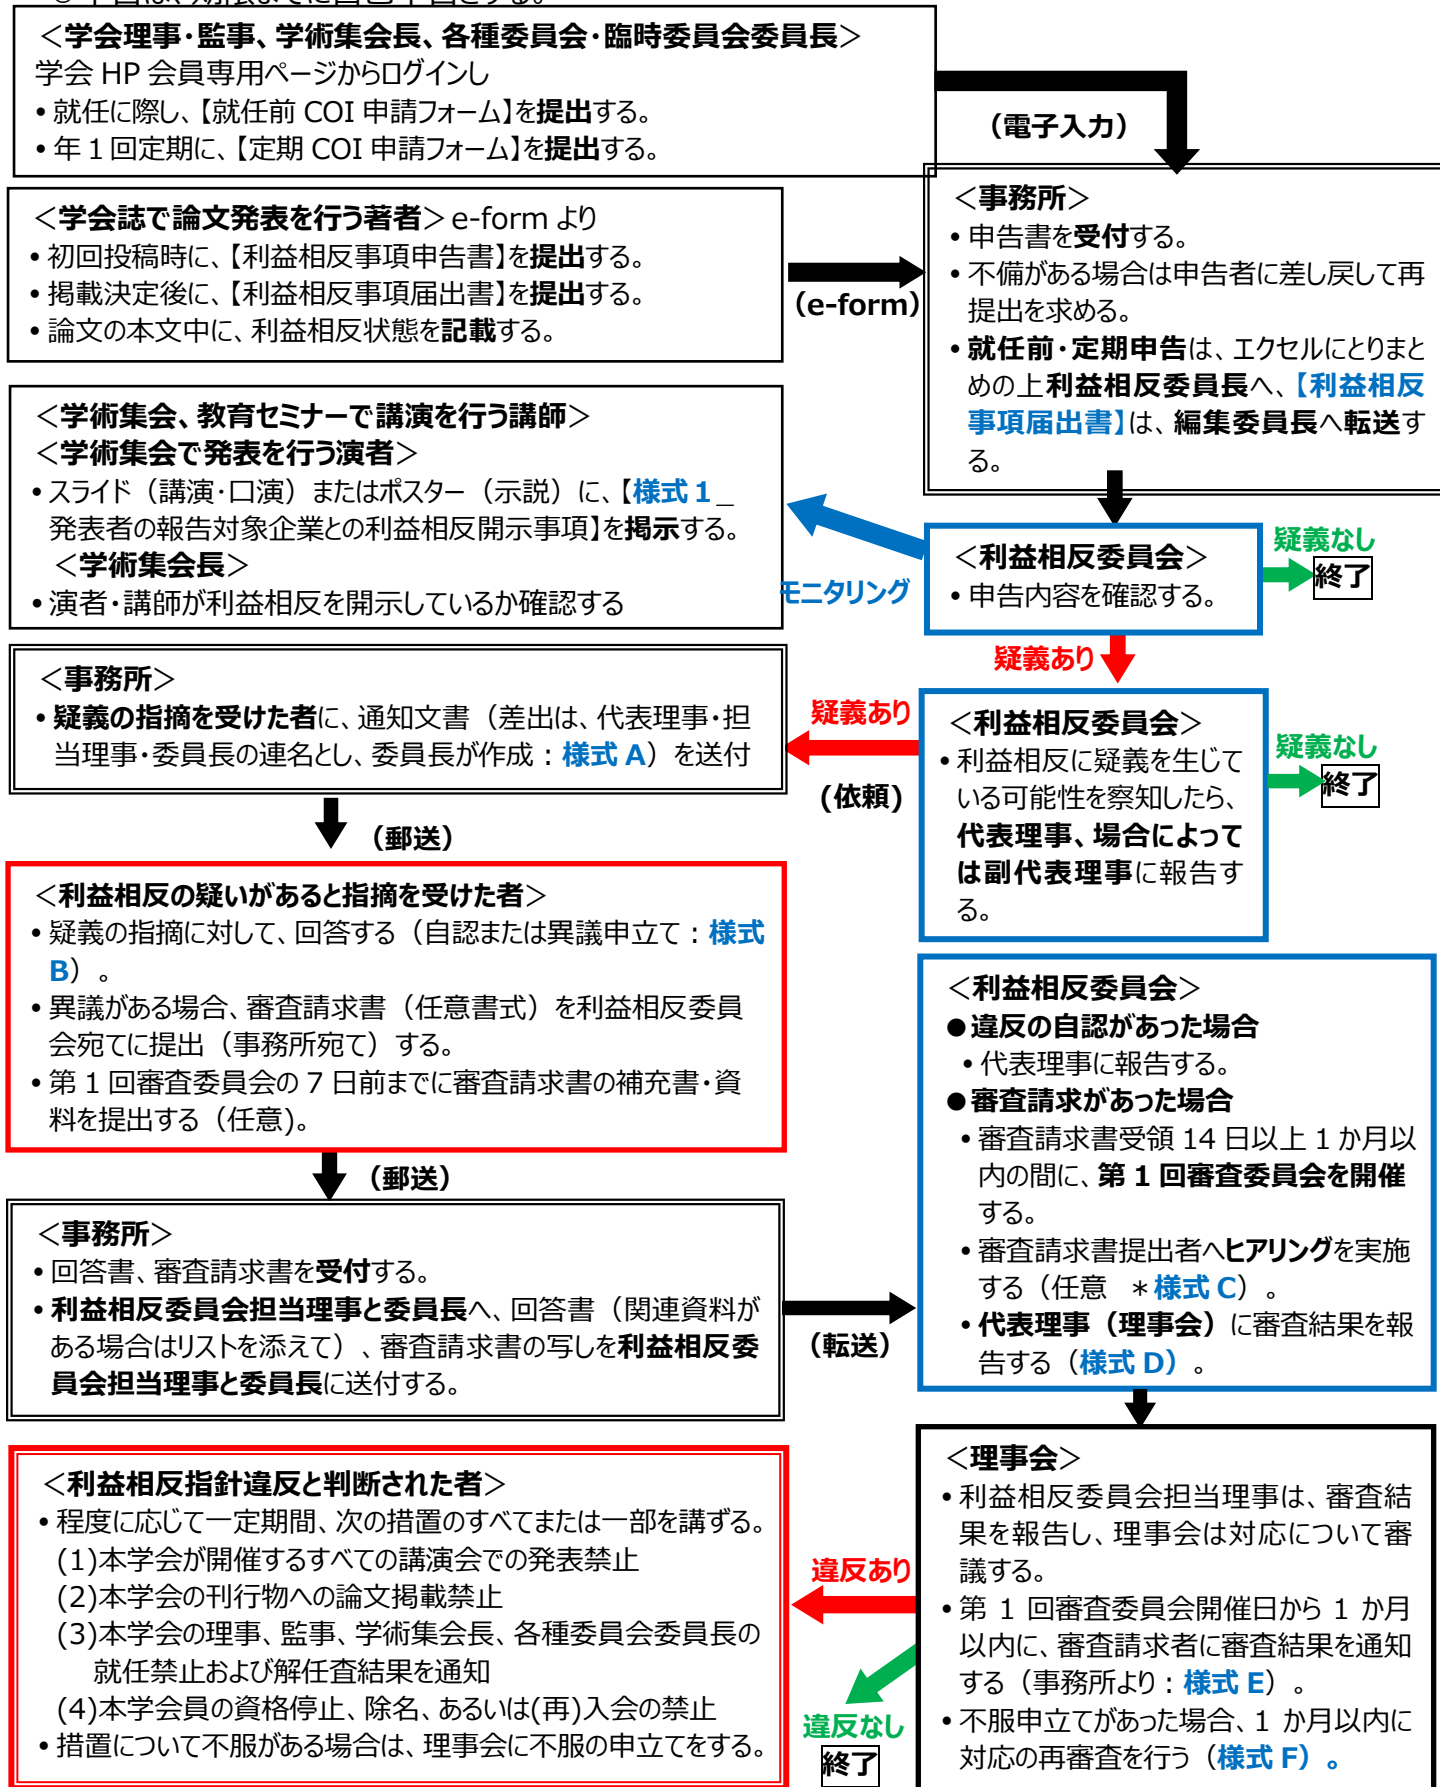 ＜学会理事・監事、学術集会長、各種委員会・臨時委員会委員長＞
学会 HP 会員専用ページからログインし
• 就任に際し、【就任前 COI 申請フォーム】を提出する。
• 年 1 回定期に、【定期 COI 申請フォーム】を提出する。
（電子入力）
＜学会誌で論文発表を行う著者＞e-form より
• 初回投稿時に、【利益相反事項申告書】を提出する。
• 掲載決定後に、【利益相反事項届出書】を提出する。
• 論文の本文中に、利益相反状態を記載する。
（e-form）
＜事務所＞
• 申告書を受付する。
• 不備がある場合は申告者に差し戻して再
提出を求める。
• 就任前・定期申告は、エクセルにとりまと
めの上利益相反委員長へ、【利益相反
事項届出書】は、編集委員長へ転送す
る。
＜学術集会、教育セミナーで講演を行う講師＞
＜学術集会で発表を行う演者＞
• スライド（講演・口演）またはポスター（示説）に、【様式 1_
発表者の報告対象企業との利益相反開示事項】を掲示する。
＜学術集会長＞
• 演者・講師が利益相反を開示しているか確認する
モニタリング
＜利益相反委員会＞
• 申告内容を確認する。
疑義なし
終了
疑義あり
＜利益相反委員会＞
• 利益相反に疑義を生じて
いる可能性を察知したら、
代表理事、場合によって
は副代表理事に報告す
る。
疑義なし
終了
疑義あり
(依頼)
＜事務所＞
• 疑義の指摘を受けた者に、通知文書（差出は、代表理事・担
当理事・委員長の連名とし、委員長が作成：様式 A）を送付
（郵送）
＜利益相反の疑いがあると指摘を受けた者＞
• 疑義の指摘に対して、回答する（自認または異議申立て：様式
B）。
• 異議がある場合、審査請求書（任意書式）を利益相反委員
会宛てに提出（事務所宛て）する。
• 第 1 回審査委員会の 7 日前までに審査請求書の補充書・資
料を提出する（任意)。
（郵送）
＜事務所＞
• 回答書、審査請求書を受付する。
• 利益相反委員会担当理事と委員長へ、回答書（関連資料が
ある場合はリストを添えて）、審査請求書の写しを利益相反委
員会担当理事と委員長に送付する。
（転送）
＜利益相反委員会＞
●違反の自認があった場合
• 代表理事に報告する。
●審査請求があった場合
• 審査請求書受領 14 日以上 1 か月以
内の間に、第 1 回審査委員会を開催
する。
• 審査請求書提出者へヒアリングを実施
する（任意　＊様式 C）。
• 代表理事（理事会）に審査結果を報
告する（様式 D）。
＜理事会＞
• 利益相反委員会担当理事は、審査結
果を報告し、理事会は対応について審
議する。
• 第 1 回審査委員会開催日から 1 か月
以内に、審査請求者に審査結果を通知
する（事務所より：様式 E）。
• 不服申立てがあった場合、1 か月以内に
対応の再審査を行う（様式 F）。
違反あり
違反なし
終了
＜利益相反指針違反と判断された者＞
• 程度に応じて一定期間、次の措置のすべてまたは一部を講ずる。
(1)本学会が開催するすべての講演会での発表禁止
(2)本学会の刊行物への論文掲載禁止
(3)本学会の理事、監事、学術集会長、各種委員会委員長の
就任禁止および解任査結果を通知
(4)本学会員の資格停止、除名、あるいは(再)入会の禁止
• 措置について不服がある場合は、理事会に不服の申立てをする。